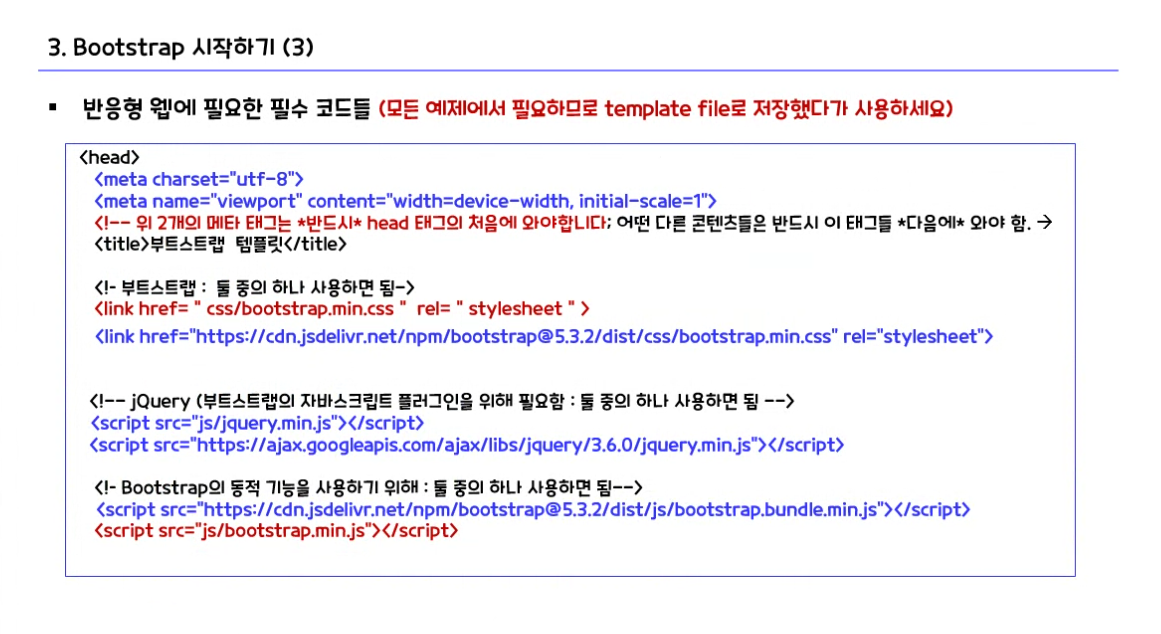 3. Bootstrap 시작하기 (3)
▪ 반응형 웹에 필요한 필수 코드들 (모든 예제에서 필요하므로 template file로 저장했다가 사용하세요)
<head>
<meta charset="utf-8">
<meta name="viewport" content="width=device-width, initial-scale=1">
<!-- 위 2개의 메타 태그는 *반드시* head 태그의 처음에 와야합니다; 어떤 다른 콘텐츠들은 반드시 이 태그들 *다음에* 와야 함. →
<title>부트스트랩 템플릿</title>
<!- 부트스트랩 : 둘 중의 하나 사용하면 됨->
<link href= " css/bootstrap.min.css " rel= " stylesheet " >
<link href="https://cdn.jsdelivr.net/npm/bootstrap@5.3.2/dist/css/bootstrap.min.css" rel="stylesheet">
<!-- jQuery (부트스트랩의 자바스크립트 플러그인을 위해 필요함 : 둘 중의 하나 사용하면 됨 -->
<script src="js/jquery.min.js"></script>
<script src="https://ajax.googleapis.com/ajax/libs/jquery/3.6.0/jquery.min.js"></script>
<!- Bootstrap의 동적 기능을 사용하기 위해 : 둘 중의 하나 사용하면 됨-->
<script src="https://cdn.jsdelivr.net/npm/bootstrap@5.3.2/dist/js/bootstrap.bundle.min.js"></script>
<script src="js/bootstrap.min.js"></script>